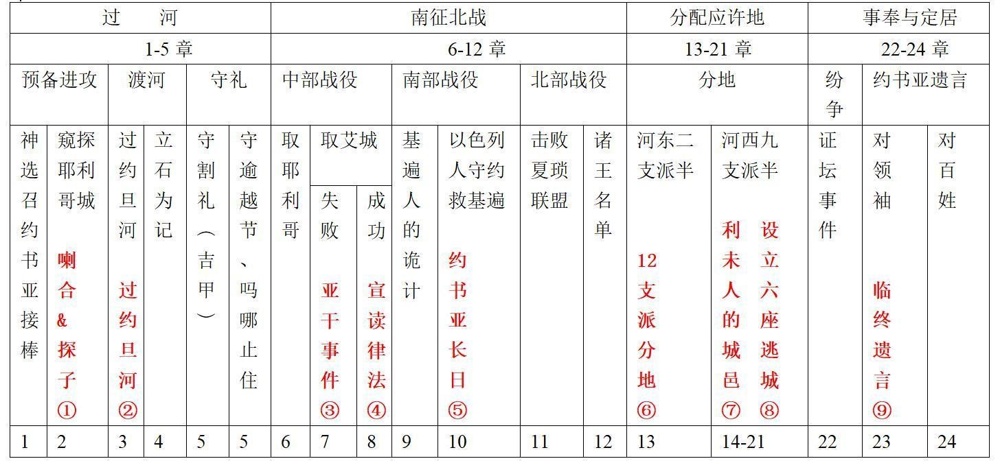 过 河
南征北战
分配应许地
事奉与定居
1-5 章
6-12 章
13-21 章
22-24 章
预备进攻
渡河
守礼
中部战役
南部战役
北部战役
分地
纷争
约书亚遗言
神选召约书亚接棒
窥探
耶利
哥城
喇合&探子①
过约旦河
过约旦河②
立石为记
守割礼（吉甲）
守逾越节、吗哪止住
取耶利哥
取艾城
失败
亚干事件③
成功
宣读律法④
基遍人的诡计
以色列
人守约
救基遍
约书亚长日⑤
击败
夏琐
联盟
诸王名单
河东二
支派半
12支派分地⑥
河西九
支派半
利未人的城邑⑦
设立六座逃城⑧
证坛事件
对领袖
临终遗言⑨
对百姓
1
2
3
4
5
5
6
7
8
9
10
11
12
13
14-21
22
23
24